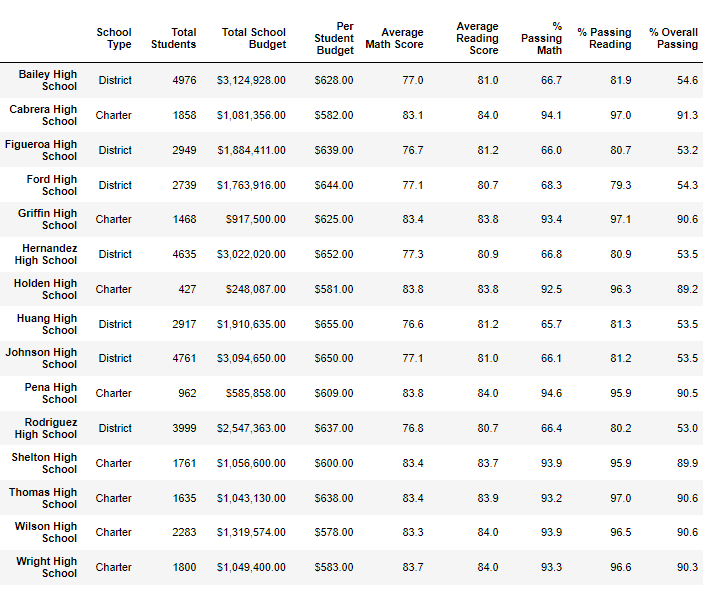 School Type Total Students Total School Budget Per Student Budget Average Math Score Average Reading Score % Passing Math % Passing Reading % Overall Passing
Bailey High School District 4976 $3,124,928.00 $628.00 77.0 81.0 66.7 81.9 54.6
Cabrera High School Charter 1858 $1,081,356.00 $582.00 83.1 84.0 94.1 97.0 91.3
Figueroa High School District 2949 $1,884,411.00 $639.00 76.7 81.2 66.0 80.7 53.2
Ford High School District 2739 $1,763,916.00 $644.00 77.1 80.7 68.3 79.3 54.3
Griffin High School Charter 1468 $917,500.00 $625.00 83.4 83.8 93.4 97.1 90.6
Hernandez High School District 4635 $3,022,020.00 $652.00 77.3 80.9 66.8 80.9 53.5
Holden High School Charter 427 $248,087.00 $581.00 83.8 83.8 92.5 96.3 89.2
Huang High School District 2917 $1,910,635.00 $655.00 76.6 81.2 65.7 81.3 53.5
Johnson High School District 4761 $3,094,650.00 $650.00 77.1 81.0 66.1 81.2 53.5
Pena High School Charter 962 $585,858.00 $609.00 83.8 84.0 94.6 95.9 90.5
Rodriguez High School District 3999 $2,547,363.00 $637.00 76.8 80.7 66.4 80.2 53.0
Shelton High School Charter 1761 $1,056,600.00 $600.00 83.4 83.7 93.9 95.9 89.9
Thomas High School Charter 1635 $1,043,130.00 $638.00 83.4 83.9 93.2 97.0 90.6
Wilson High School Charter 2283 $1,319,574.00 $578.00 83.3 84.0 93.9 96.5 90.6
Wright High School Charter 1800 $1,049,400.00 $583.00 83.7 84.0 93.3 96.6 90.3